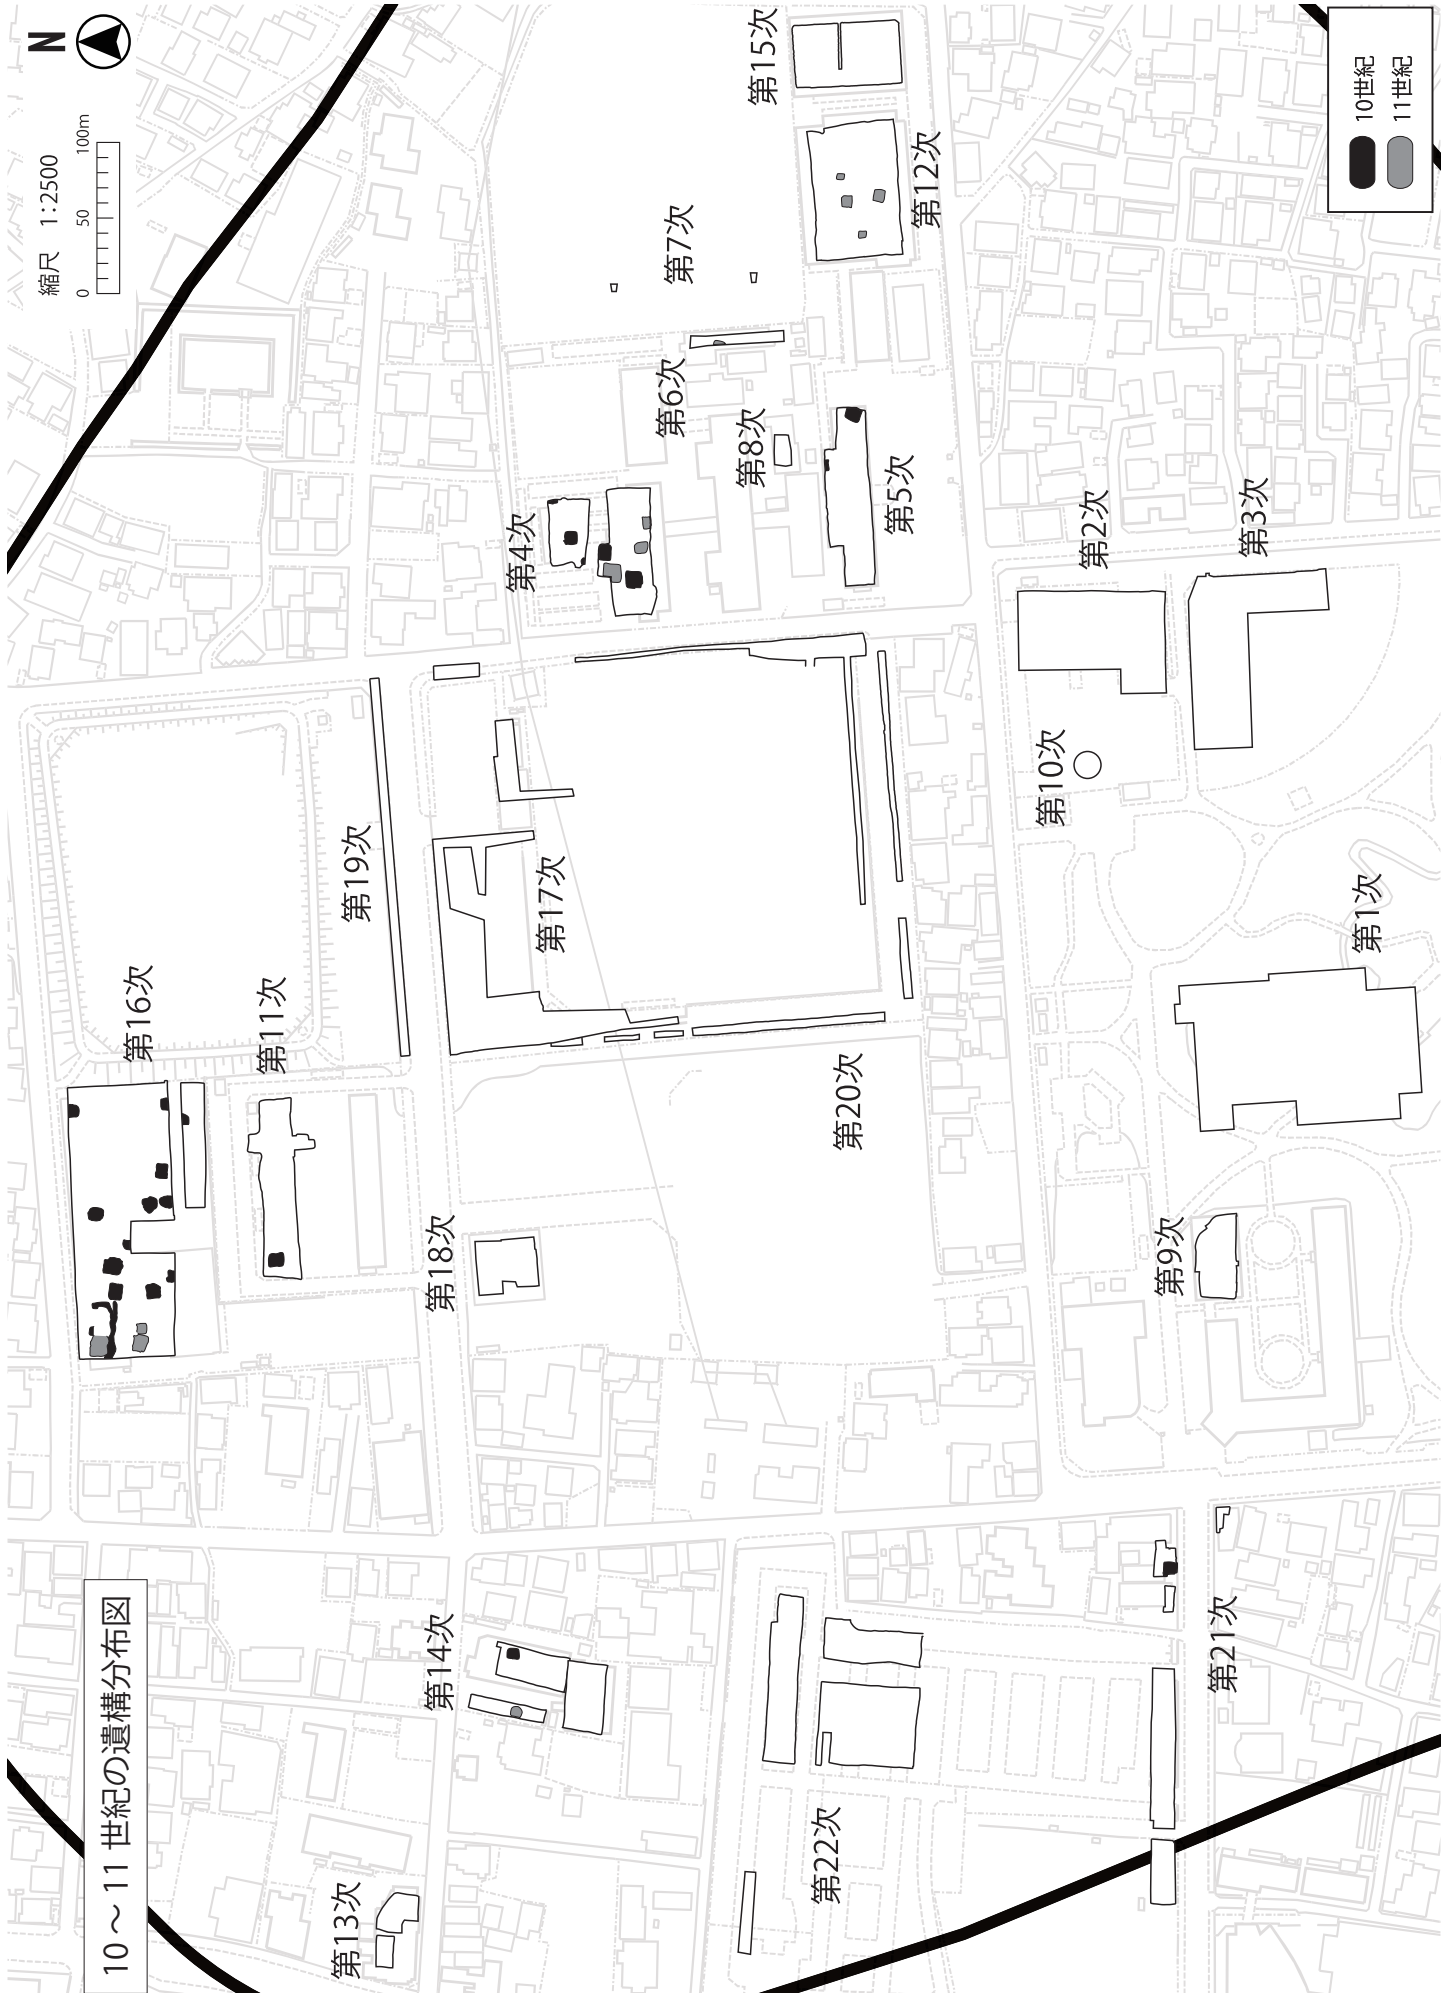 10～11世紀の遺構分布図
N
縮尺 1:2500
0 50 100m
10世紀
11世紀
第13次
第14次
第16次
第11次
第18次
第19次
第17次
第20次
第4次
第6次
第8次
第5次
第7次
第15次
第12次
第22次
第21次
第9次
第1次
第10次
第2次
第3次